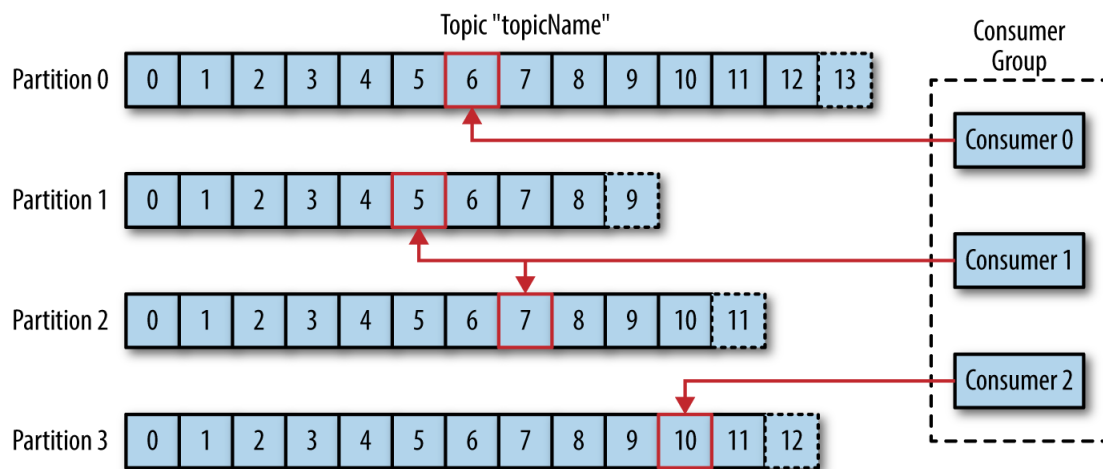 Topic "topicName"
Consumer
Group
Partition 0 0 1 2 3 4 5 6 7 8 9 10 11 12 13
Consumer 0
Partition 1 0 1 2 3 4 5 6 7 8 9
Consumer 1
Partition 2 0 1 2 3 4 5 6 7 8 9 10 11
Consumer 2
Partition 3 0 1 2 3 4 5 6 7 8 9 10 11 12